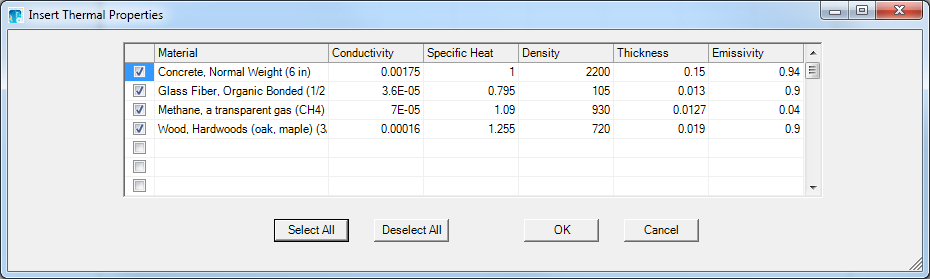 Insert Thermal Properties
Material Conductivity Specific Heat Density Thickness Emissivity
Concrete, Normal Weight (6 in) 0.00175 1 2200 0.15 0.94
Glass Fiber, Organic Bonded (1/2 3.6E-05 0.795 105 0.013 0.9
Methane, a transparent gas (CH4) 7E-05 1.09 930 0.0127 0.04
Wood, Hardwoods (oak, maple) (3/ 0.00016 1.255 720 0.019 0.9
Select All Deselect All OK Cancel